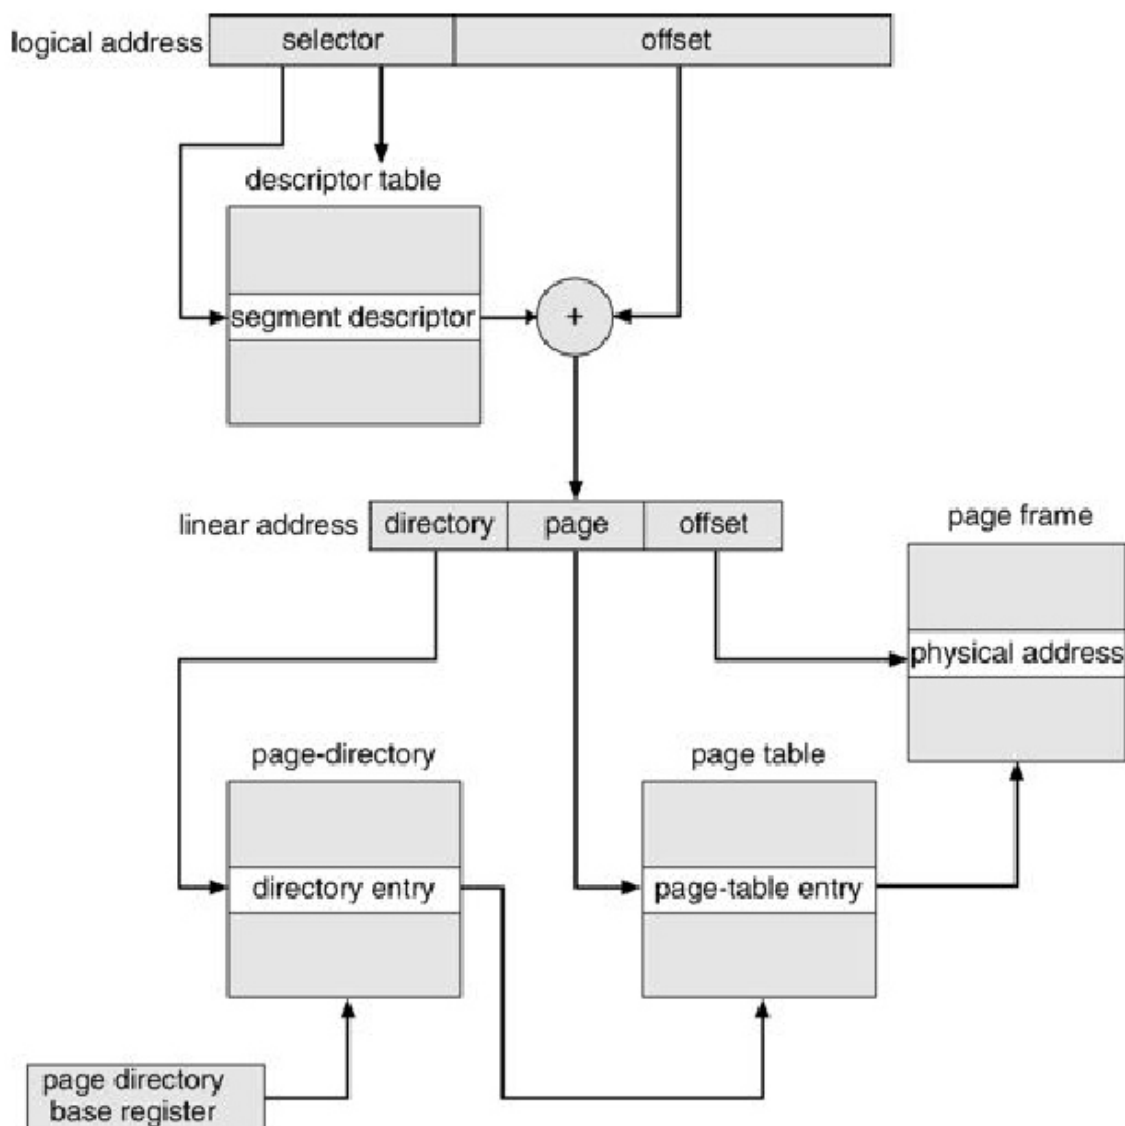 logical address
selector
offset
descriptor table
segment descriptor
+
linear address
directory
page
offset
page frame
physical address
page-directory
page table
directory entry
page-table entry
page directory
base register